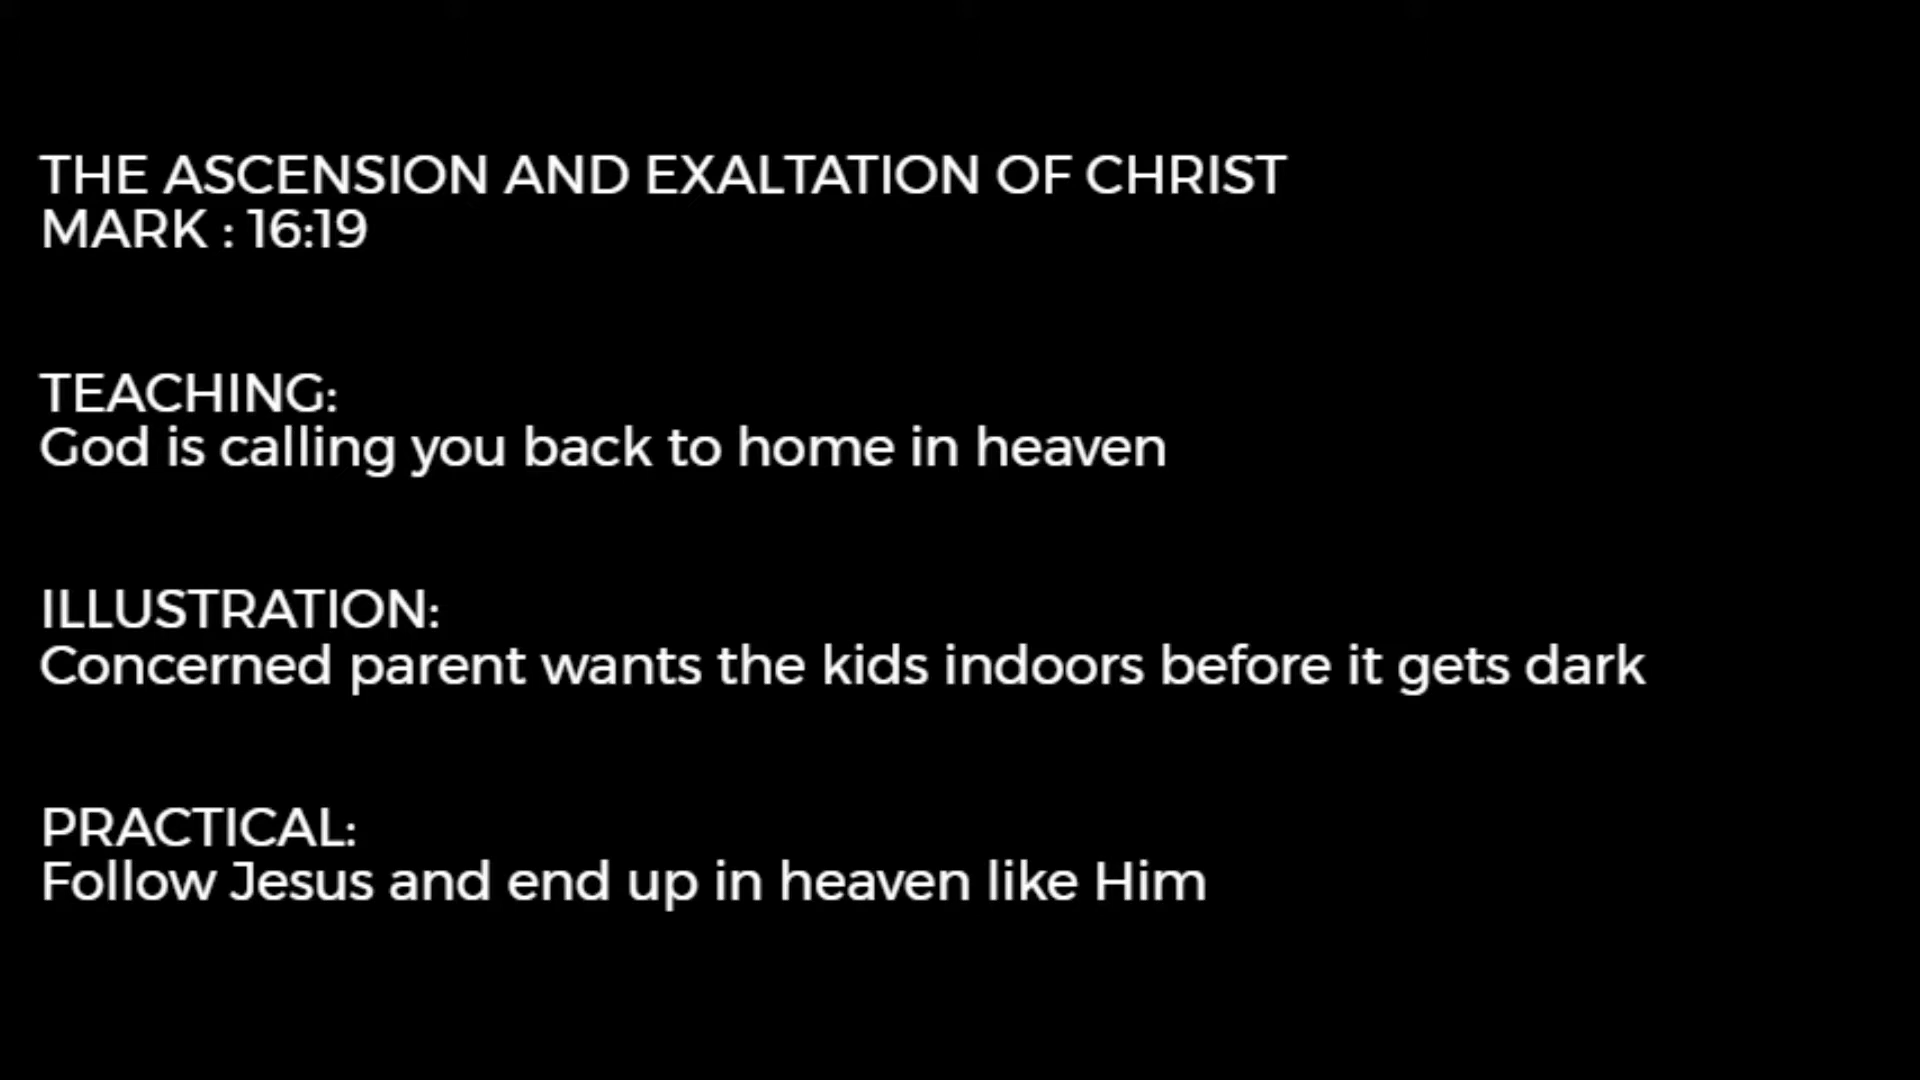 THE ASCENSION AND EXALTATION OF CHRIST
MARK : 16:19
TEACHING:
God is calling you back to home in heaven
ILLUSTRATION:
Concerned parent wants the kids indoors before it gets dark
PRACTICAL:
Follow Jesus and end up in heaven like Him